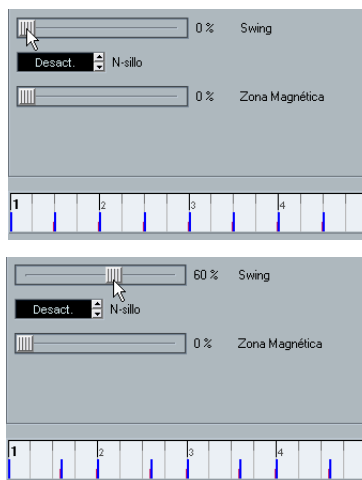 0 % Swing
Desact. N-sillo
0 % Zona Magnética
1 2 3 4
60 % Swing
Desact. N-sillo
0 % Zona Magnética
1 2 3 4